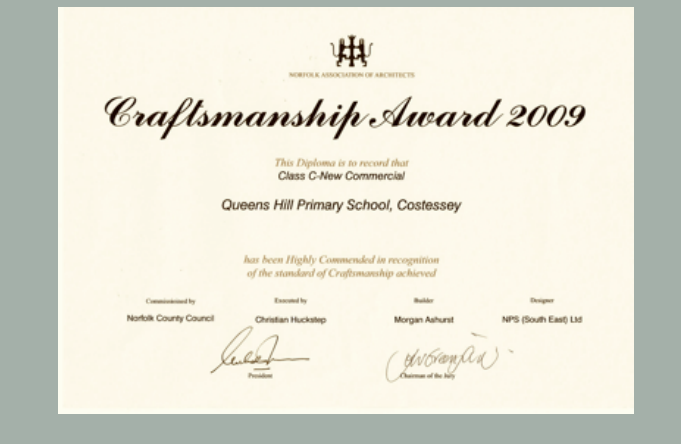 NORFOLK ASSOCIATION OF ARCHITECTS
Craftsmanship Award 2009
This Diploma is to record that
Class C-New Commercial
Queens Hill Primary School, Costessey
has been Highly Commended in recognition
of the standard of Craftsmanship achieved
Commissioned by Executed by Builder Designer
Norfolk County Council Christian Huckstep Morgan Ashurst NPS (South East) Ltd
President Chairman of the Jury